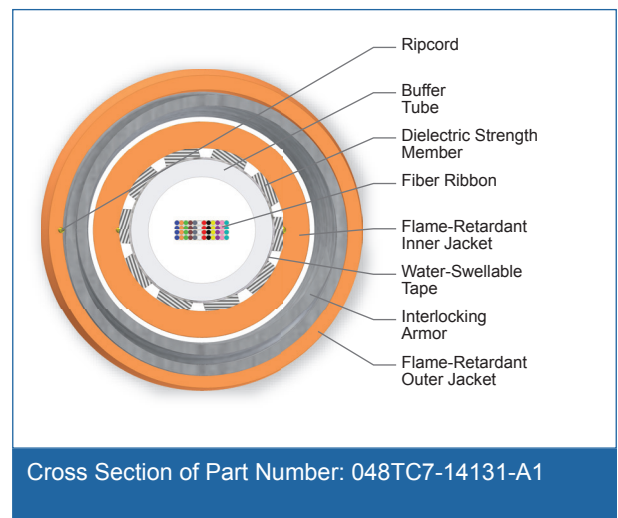 Ripcord
Buffer
Tube
Dielectric Strength
Member
Fiber Ribbon
Flame-Retardant
Inner Jacket
Water-Swellable
Tape
Interlocking
Armor
Flame-Retardant
Outer Jacket
Cross Section of Part Number: 048TC7-14131-A1